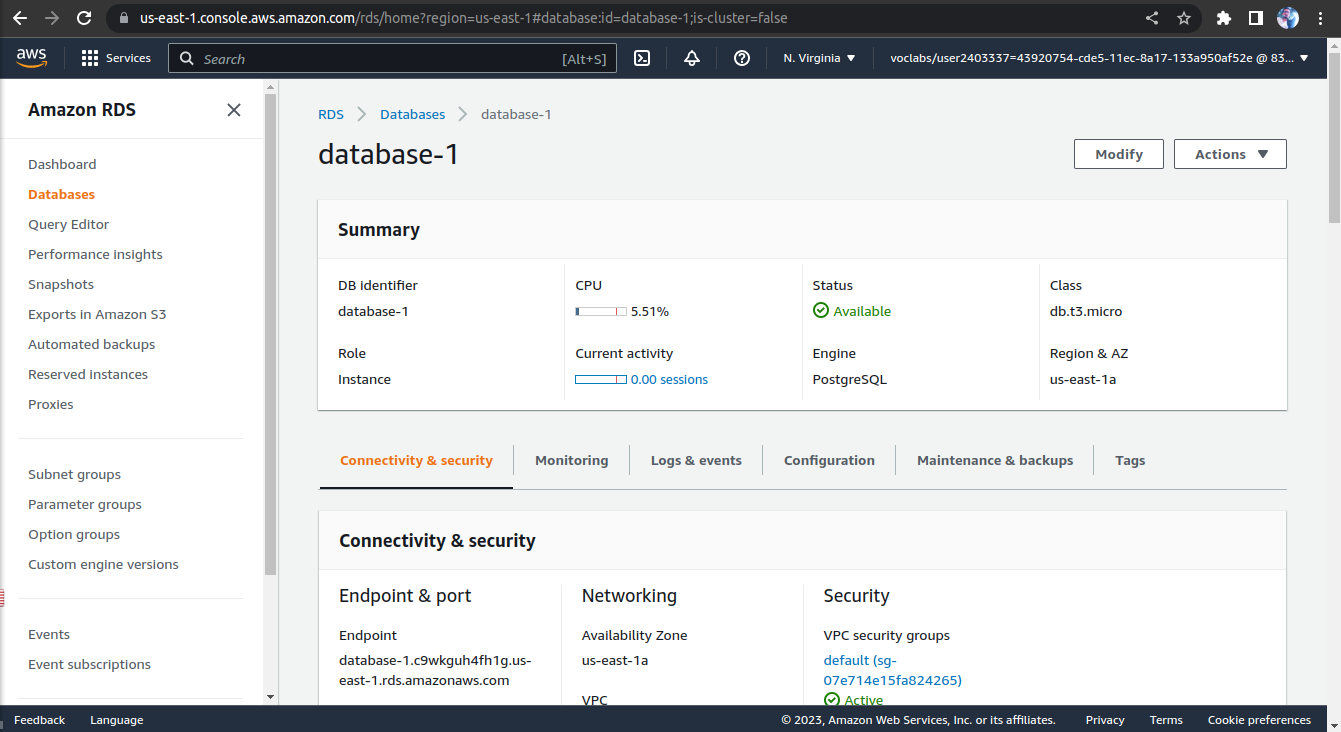 us-east-1.console.aws.amazon.com/rds/home?region=us-east-1#database:id=database-1;is-cluster=false
aws Services Search [Alt+S] N. Virginia ▼ voclabs/user2403337=43920754-cde5-11ec-8a17-133a950af52e @ 83... ▼
Amazon RDS
Dashboard
Databases
Query Editor
Performance insights
Snapshots
Exports in Amazon S3
Automated backups
Reserved instances
Proxies
Subnet groups
Parameter groups
Option groups
Custom engine versions
Events
Event subscriptions
RDS > Databases > database-1
database-1
Modify
Actions ▼
Summary
DB identifier
database-1
CPU
5.51%
Status
Available
Class
db.t3.micro
Role
Instance
Current activity
0.00 sessions
Engine
PostgreSQL
Region & AZ
us-east-1a
Connectivity & security
Monitoring
Logs & events
Configuration
Maintenance & backups
Tags
Connectivity & security
Endpoint & port
Endpoint
database-1.c9wkguh4fh1g.us-
east-1.rds.amazonaws.com
Networking
Availability Zone
us-east-1a
VPC
Security
VPC security groups
default (sg-
07e714e15fa824265)
Active
Feedback Language © 2023, Amazon Web Services, Inc. or its affiliates. Privacy Terms Cookie preferences